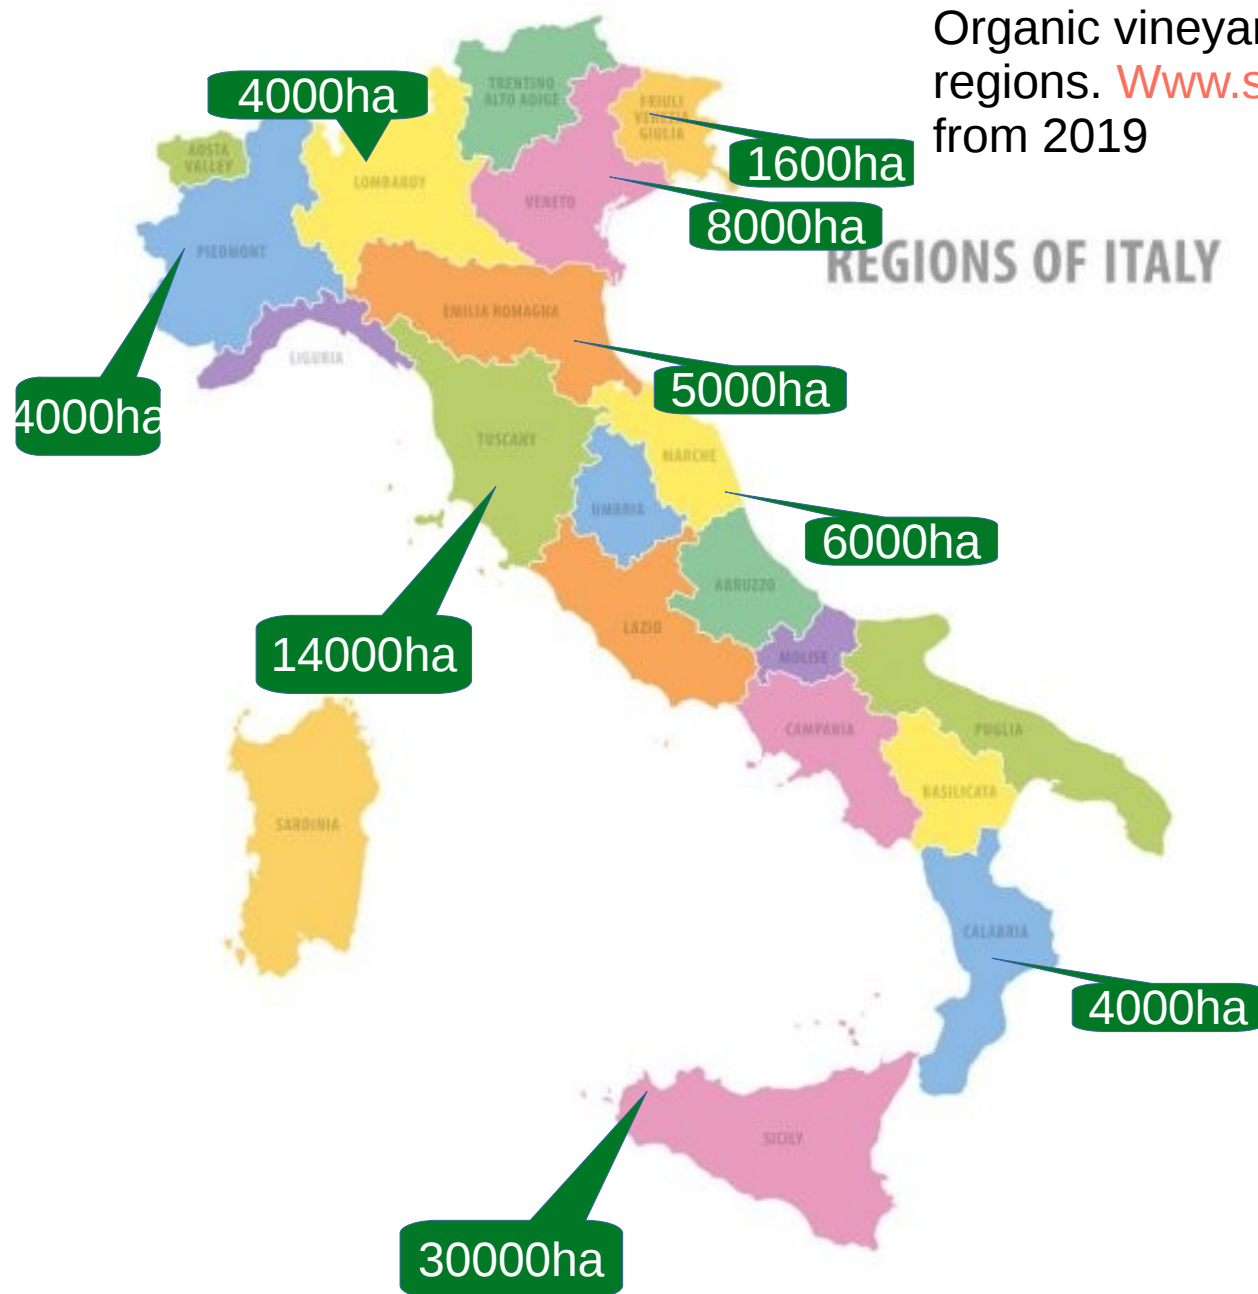 Organic vineyar
regions. Www.s
from 2019
REGIONS OF ITALY
4000ha
1600ha
8000ha
4000ha
5000ha
6000ha
14000ha
4000ha
30000ha
TRENTINO
ALTO ADIGE
FRIULI
VENEZIA
GIULIA
AOSTA
VALLEY
LOMBARDY
VENETO
PIEDMONT
EMILIA ROMAGNA
LIGURIA
TUSCANY
MARCHE
UMBRIA
ABRUZZO
LAZIO
MOLISE
CAMPANIA
PUGLIA
BASILICATA
SARDINIA
CALABRIA
SICILY